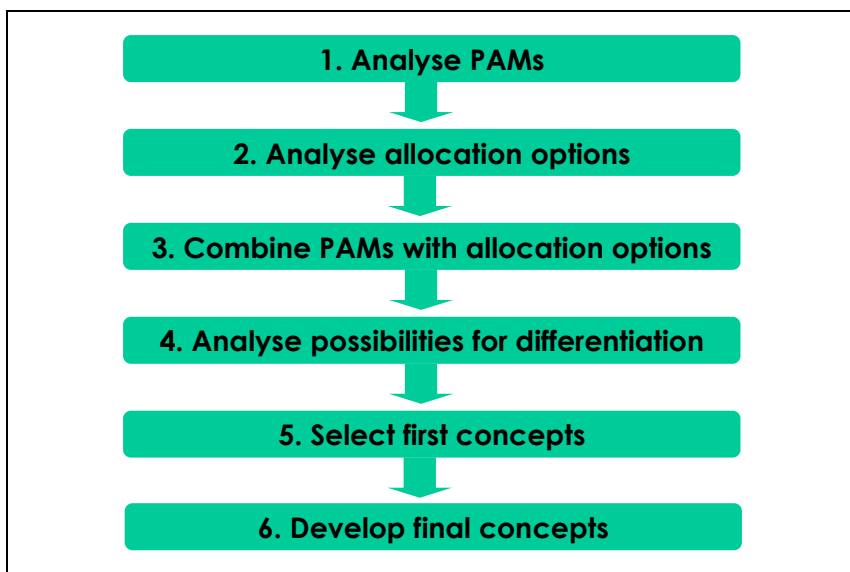 1. Analyse PAMs
2. Analyse allocation options
3. Combine PAMs with allocation options
4. Analyse possibilities for differentiation
5. Select first concepts
6. Develop final concepts